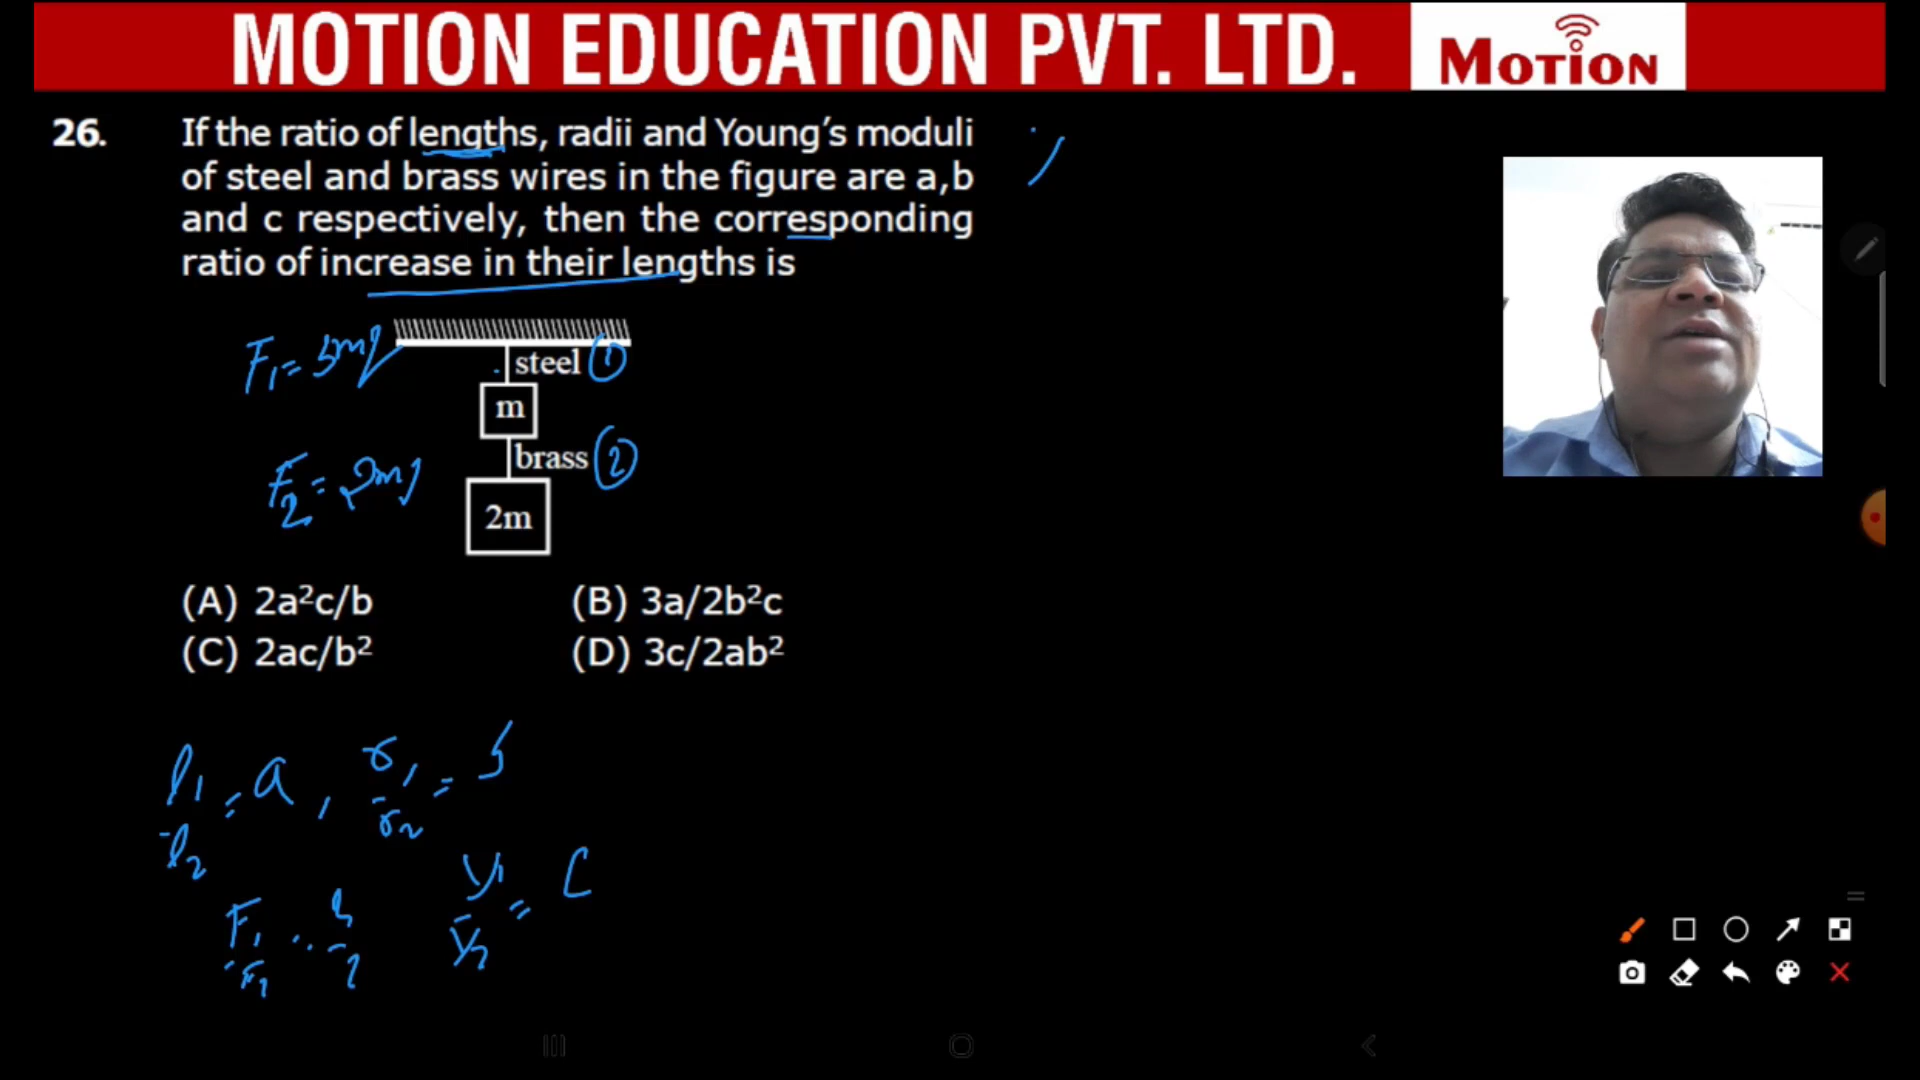 MOTION EDUCATION PVT. LTD.
MOTION
26. If the ratio of lengths, radii and Young's moduli
of steel and brass wires in the figure are a,b
and c respectively, then the corresponding
ratio of increase in their lengths is
F₁ = 3mg
steel ①
m
F₂ = 2mg
brass ②
2m
(A) 2a²c/b (B) 3a/2b²c
(C) 2ac/b² (D) 3c/2ab²
l₁/l₂ = a, r₁/r₂ = b
F₁/F₂ = 3/2 Y₁/Y₂ = C